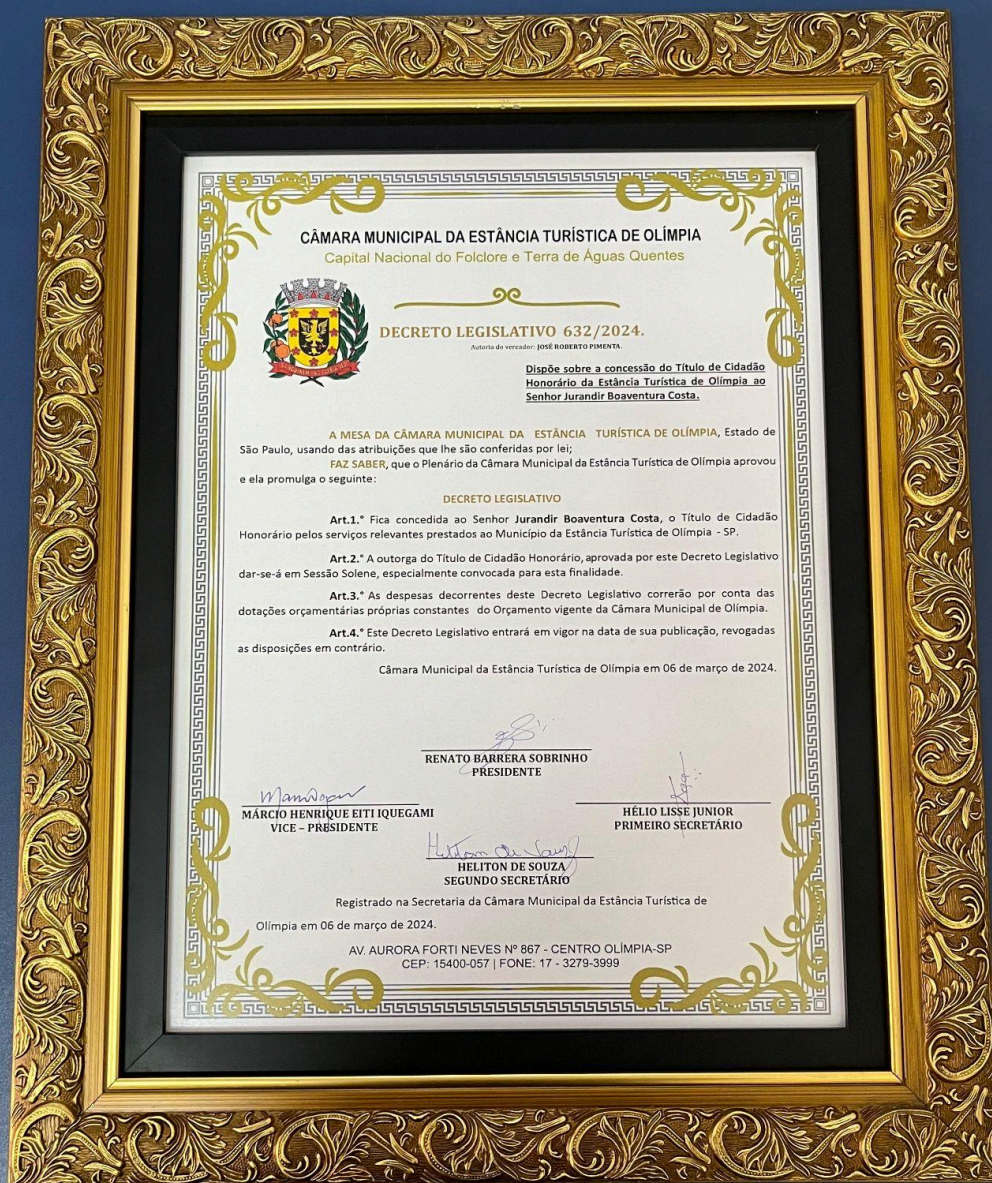 CÂMARA MUNICIPAL DA ESTÂNCIA TURÍSTICA DE OLÍMPIA
Capital Nacional do Folclore e Terra de Águas Quentes
DECRETO LEGISLATIVO 632/2024.
Autoria do vereador: JOSÉ ROBERTO PIMENTA.
Dispõe sobre a concessão do Título de Cidadão
Honorário da Estância Turística de Olímpia ao
Senhor Jurandir Boaventura Costa.
A MESA DA CÂMARA MUNICIPAL DA ESTÂNCIA TURÍSTICA DE OLÍMPIA, Estado de
São Paulo, usando das atribuições que lhe são conferidas por lei;
FAZ SABER, que o Plenário da Câmara Municipal da Estância Turística de Olímpia aprovou
e ela promulga o seguinte:
DECRETO LEGISLATIVO
Art.1.° Fica concedida ao Senhor Jurandir Boaventura Costa, o Título de Cidadão
Honorário pelos serviços relevantes prestados ao Município da Estância Turística de Olímpia - SP.
Art.2.° A outorga do Título de Cidadão Honorário, aprovada por este Decreto Legislativo
dar-se-á em Sessão Solene, especialmente convocada para esta finalidade.
Art.3.° As despesas decorrentes deste Decreto Legislativo correrão por conta das
dotações orçamentárias próprias constantes do Orçamento vigente da Câmara Municipal de Olímpia.
Art.4.° Este Decreto Legislativo entrará em vigor na data de sua publicação, revogadas
as disposições em contrário.
Câmara Municipal da Estância Turística de Olímpia em 06 de março de 2024.
RENATO BARRERA SOBRINHO
PRESIDENTE
MÁRCIO HENRIQUE EITI IQUEGAMI
VICE – PRESIDENTE
HÉLIO LISSE JUNIOR
PRIMEIRO SECRETÁRIO
Heliton de Souza
HELITON DE SOUZA
SEGUNDO SECRETÁRIO
Registrado na Secretaria da Câmara Municipal da Estância Turística de
Olímpia em 06 de março de 2024.
AV. AURORA FORTI NEVES Nº 867 - CENTRO OLÍMPIA-SP
CEP: 15400-057 | FONE: 17 - 3279-3999